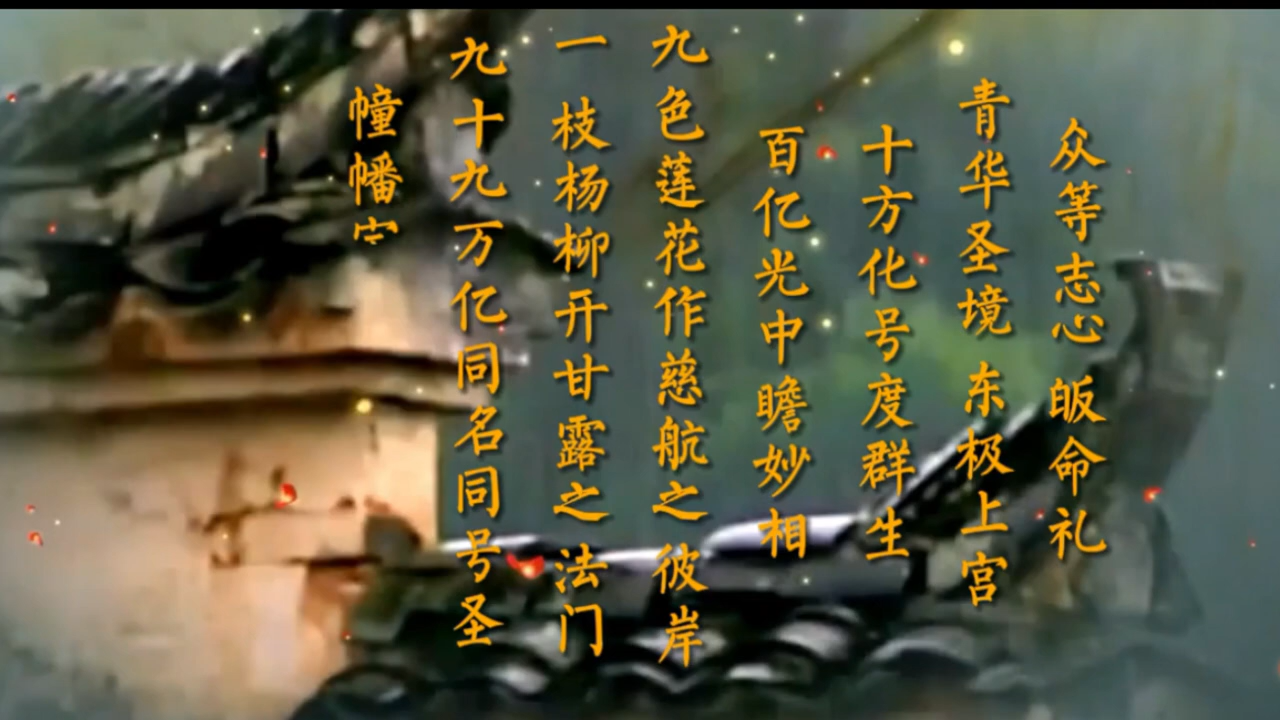 众等志心 皈命礼
青华圣境 东极上宫
十方化号度群生
百亿光中瞻妙相
九色莲花作慈航之 彼岸
一 枝杨柳开甘露之 法门
九十九万亿同名同号圣
幢幡